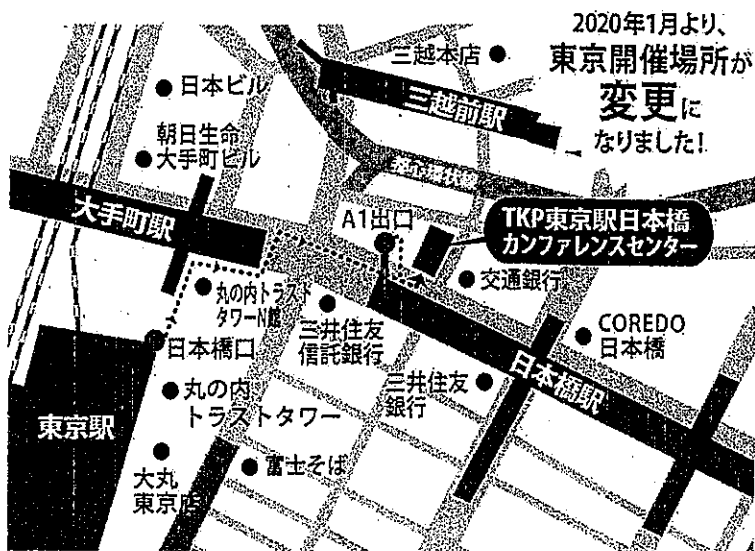 2020年1月より、
東京開催場所が
変更に
なりました!
三越本店
日本ビル
三越前駅
朝日生命
大手町ビル
大手町駅
A1出口
TKP東京駅日本橋
カンファレンスセンター
丸の内トラスト
タワーN館
交通銀行
三井住友
信託銀行
COREDO
日本橋
日本橋口
日本橋駅
三井住友
銀行
丸の内
トラストタワー
東京駅
大丸
東京店
富士そば